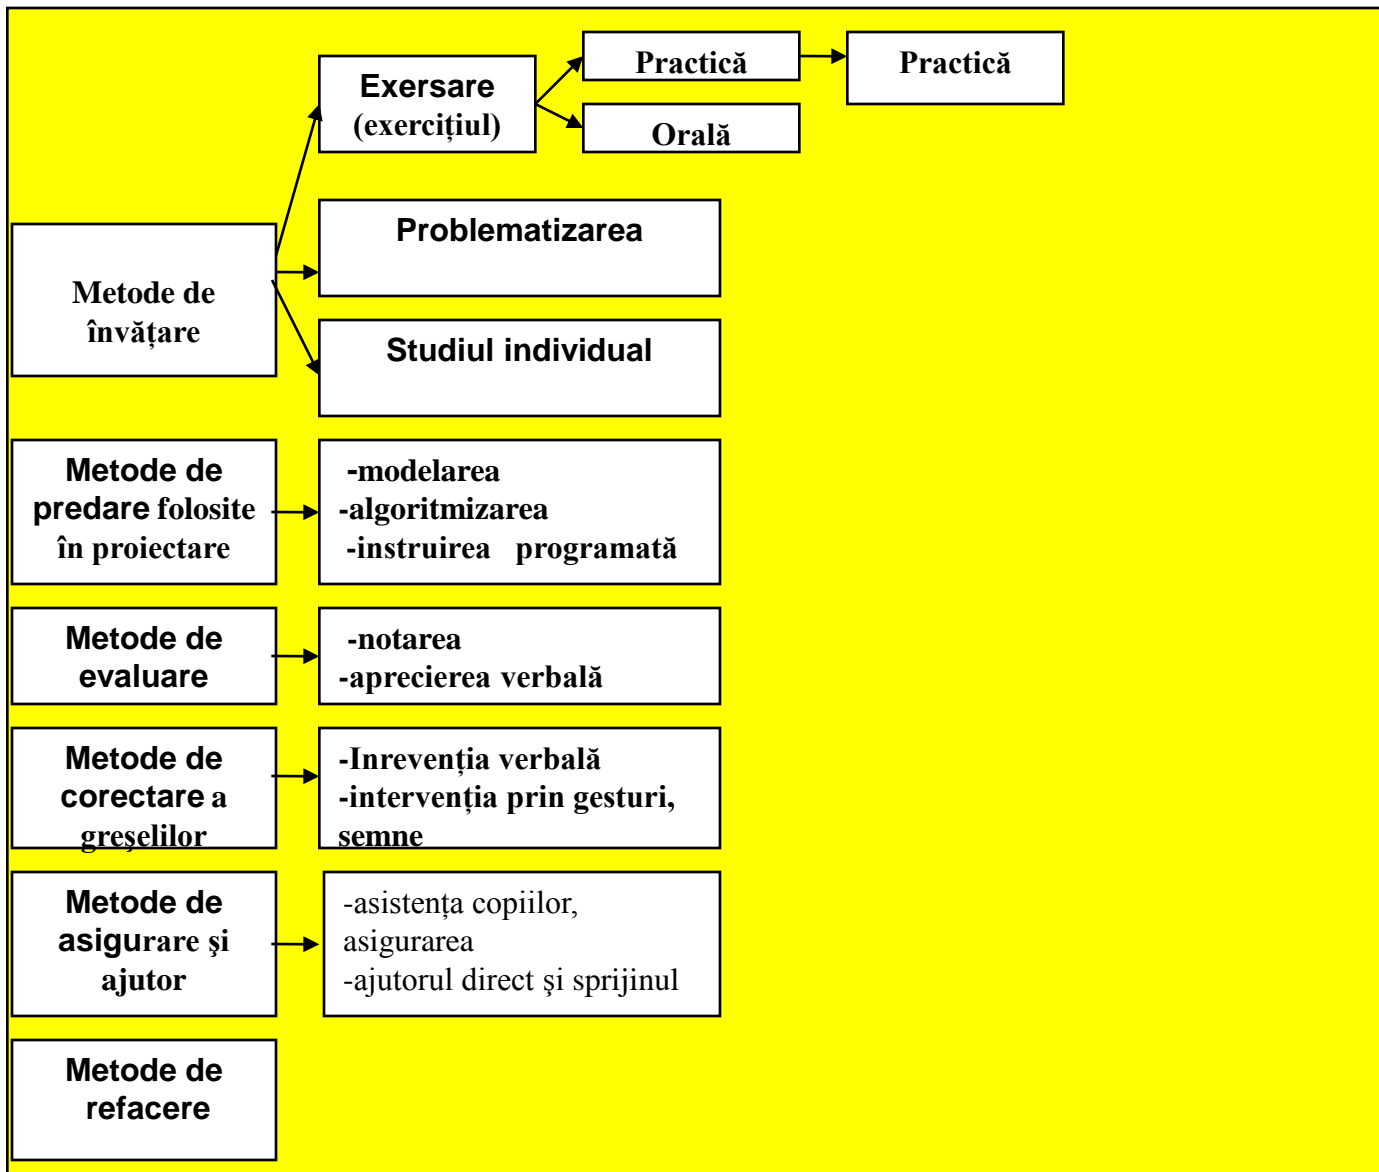 Exersare
(exercițiul)
Practică
Practică
Orală
Metode de
învățare
Problematizarea
Studiul individual
Metode de
predare folosite
în proiectare
-modelarea
-algoritmizarea
-instruirea programată
Metode de
evaluare
-notarea
-aprecierea verbală
Metode de
corectare a
greşelilor
-Inrevenția verbală
-intervenția prin gesturi,
semne
Metode de
asigurare şi
ajutor
-asistența copiilor,
asigurarea
-ajutorul direct şi sprijinul
Metode de
refacere